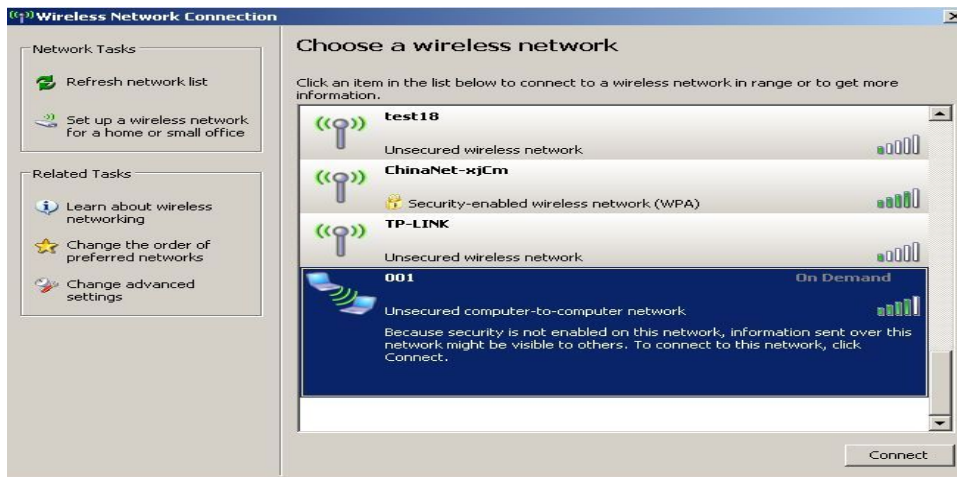 Wireless Network Connection
Network Tasks
Refresh network list
Set up a wireless network
for a home or small office
Related Tasks
Learn about wireless
networking
Change the order of
preferred networks
Change advanced
settings
Choose a wireless network
Click an item in the list below to connect to a wireless network in range or to get more
information.
test18
Unsecured wireless network
ChinaNet-xjCm
Security-enabled wireless network (WPA)
TP-LINK
Unsecured wireless network
001 On Demand
Unsecured computer-to-computer network
Because security is not enabled on this network, information sent over this
network might be visible to others. To connect to this network, click
Connect.
Connect